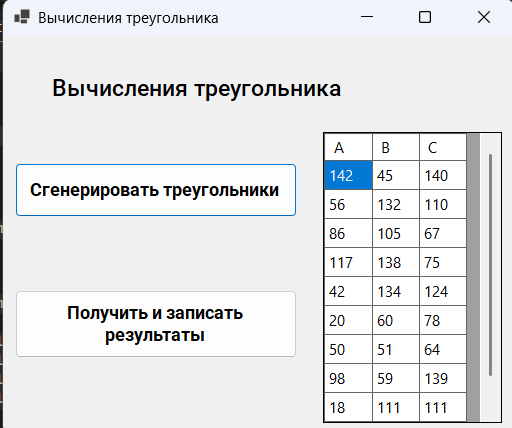 Вычисления треугольника
Вычисления треугольника
Сгенерировать треугольники
Получить и записать
результаты
A B C
142 45 140
56 132 110
86 105 67
117 138 75
42 134 124
20 60 78
50 51 64
98 59 139
18 111 111